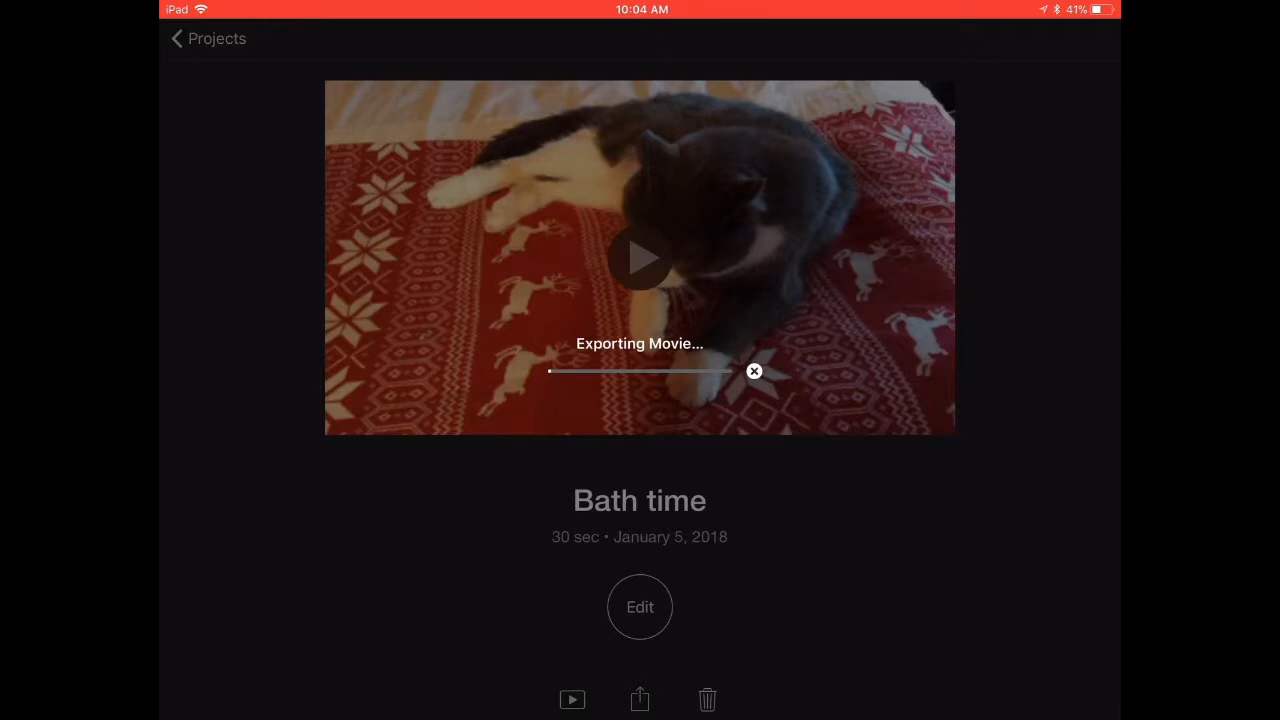 iPad 10:04 AM 41%
Projects
Exporting Movie...
Bath time
30 sec • January 5, 2018
Edit